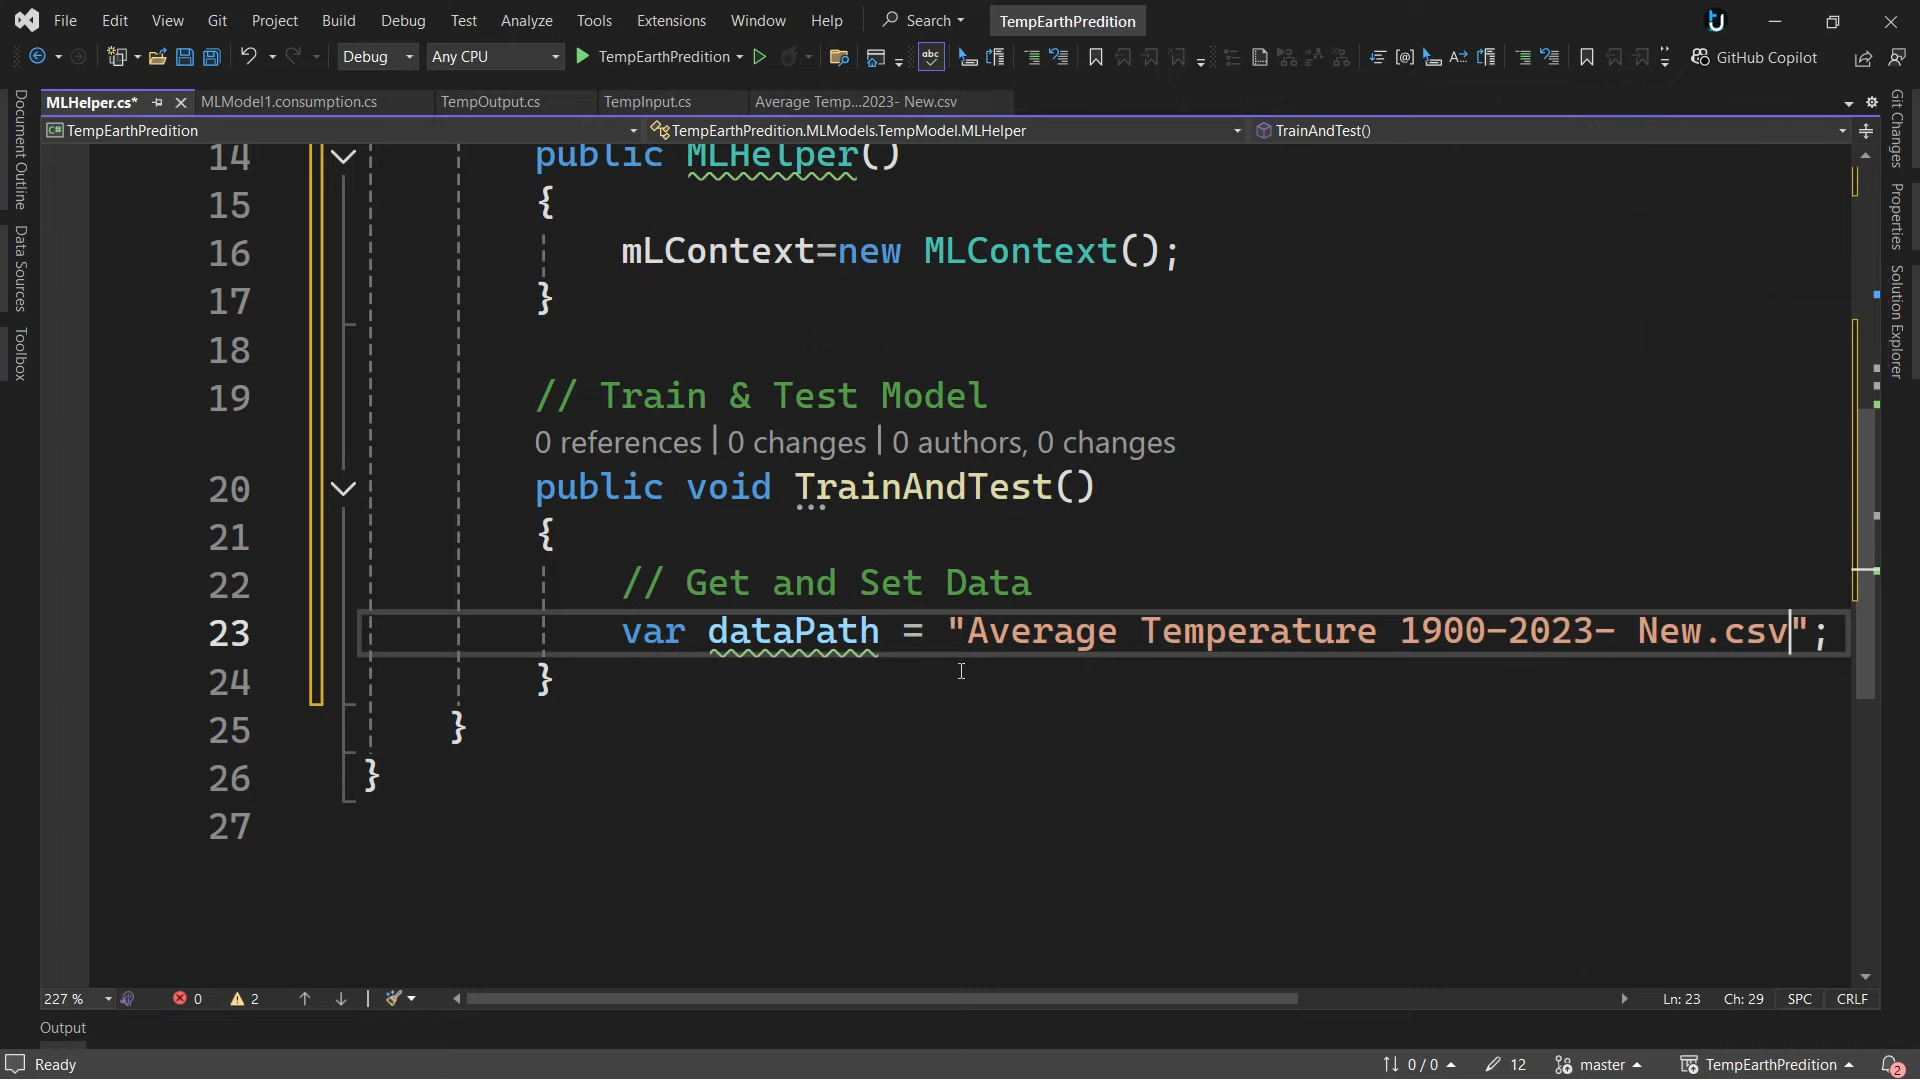 File Edit View Git Project Build Debug Test Analyze Tools Extensions Window Help Search TempEarthPredition
Debug Any CPU TempEarthPredition GitHub Copilot
MLHelper.cs* MLModel1.consumption.cs TempOutput.cs TempInput.cs Average Temp...2023- New.csv
TempEarthPredition TempEarthPredition.MLModels.TempModel.MLHelper TrainAndTest()
Document Outline
Data Sources
Toolbox
Git Changes
Properties
Solution Explorer
14 public MLHelper()
15 {
16 mLContext=new MLContext();
17 }
18
19 // Train & Test Model
0 references | 0 changes | 0 authors, 0 changes
20 public void TrainAndTest()
21 {
22 // Get and Set Data
23 var dataPath = "Average Temperature 1900-2023- New.csv";
24 }
25 }
26 }
27
227 % 0 2 Ln: 23 Ch: 29 SPC CRLF
Output
Ready 0 / 0 12 master TempEarthPredition 2